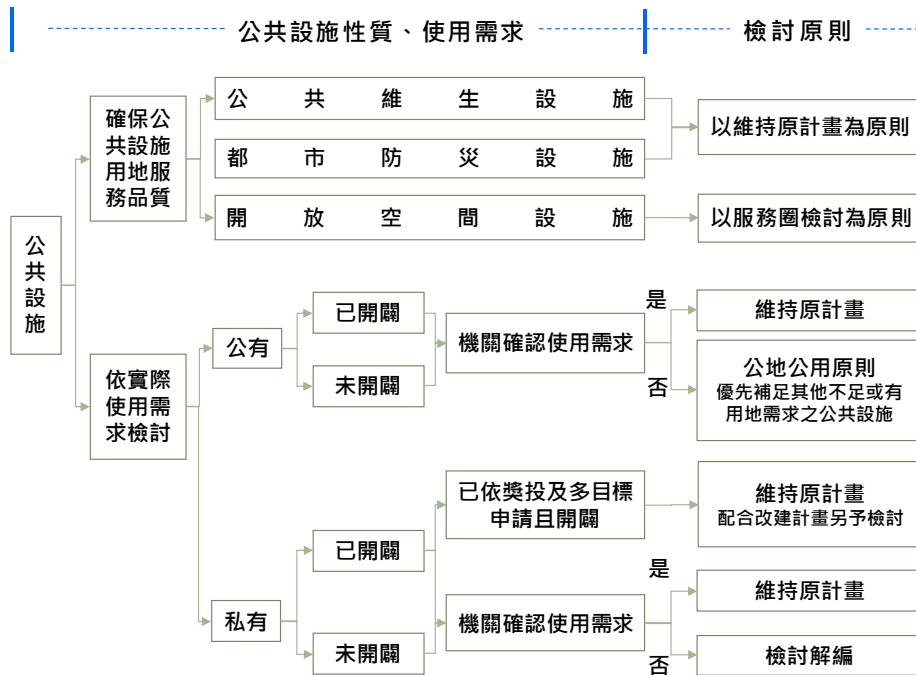 公共設施性質、使用需求
檢討原則
公共設施
確保公
共設施
用地服
務品質
公共維生設施
都市防災設施
開放空間設施
以維持原計畫為原則
以服務圈檢討為原則
依實際
使用需
求檢討
公有
已開闢
未開闢
機關確認使用需求
是
維持原計畫
否
公地公用原則
優先補足其他不足或有
用地需求之公共設施
私有
已開闢
未開闢
已依獎投及多目標
申請且開闢
維持原計畫
配合改建計畫另予檢討
機關確認使用需求
是
維持原計畫
否
檢討解編